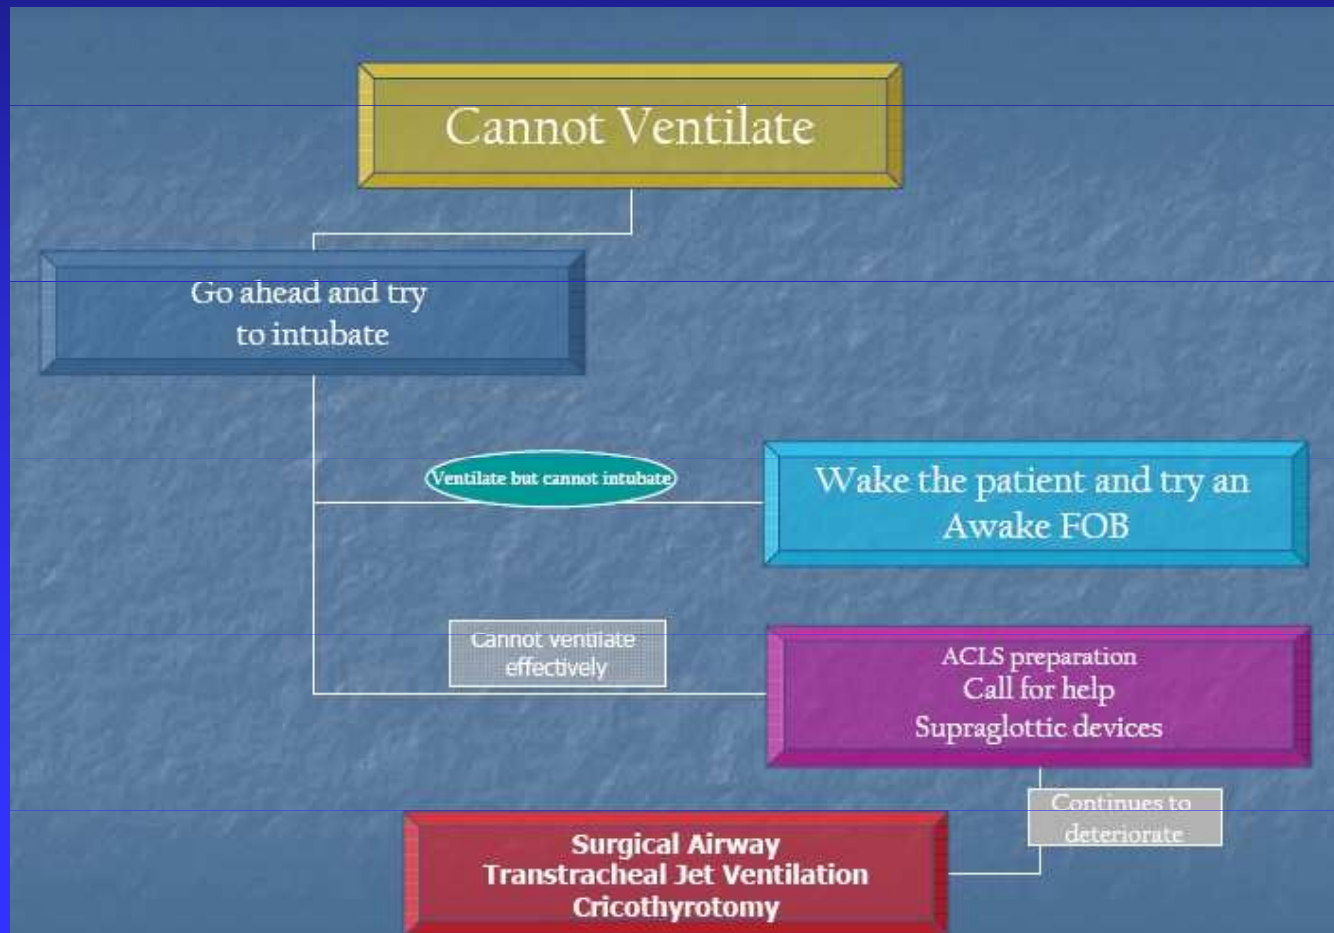 Cannot Ventilate
Go ahead and try
to intubate
Ventilate but cannot intubate
Wake the patient and try an
Awake FOB
Cannot ventilate
effectively
ACLS preparation
Call for help
Supraglottic devices
Continues to
deteriorate
Surgical Airway
Transtracheal Jet Ventilation
Cricothyrotomy